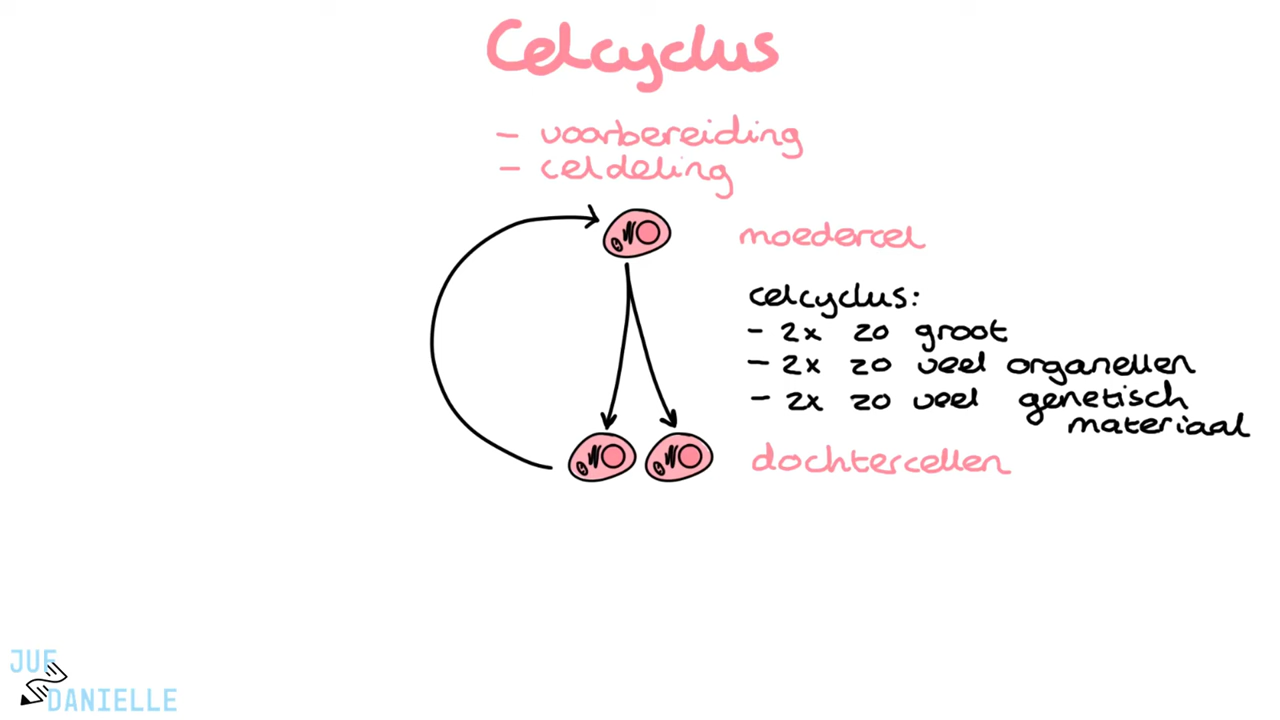 Celcyclus
- voorbereiding
- celdeling
moedercel
celcyclus:
- 2x zo groot
- 2x zo veel organellen
- 2x zo veel genetisch
materiaal
dochtercellen
JUF
DANIELLE